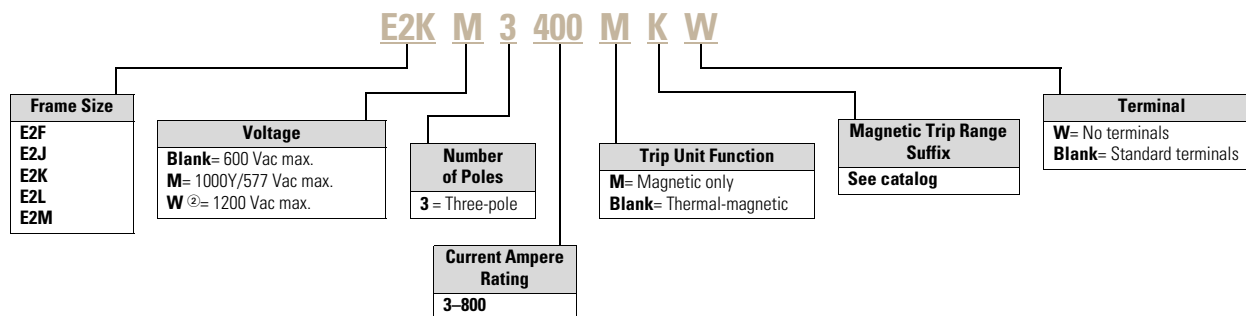 E2K M 3 400 M K W
Frame Size
E2F
E2J
E2K
E2L
E2M
Voltage
Blank= 600 Vac max.
M= 1000Y/577 Vac max.
W ②= 1200 Vac max.
Number
of Poles
3 = Three-pole
Current Ampere
Rating
3–800
Trip Unit Function
M= Magnetic only
Blank= Thermal-magnetic
Magnetic Trip Range
Suffix
See catalog
Terminal
W= No terminals
Blank= Standard terminals